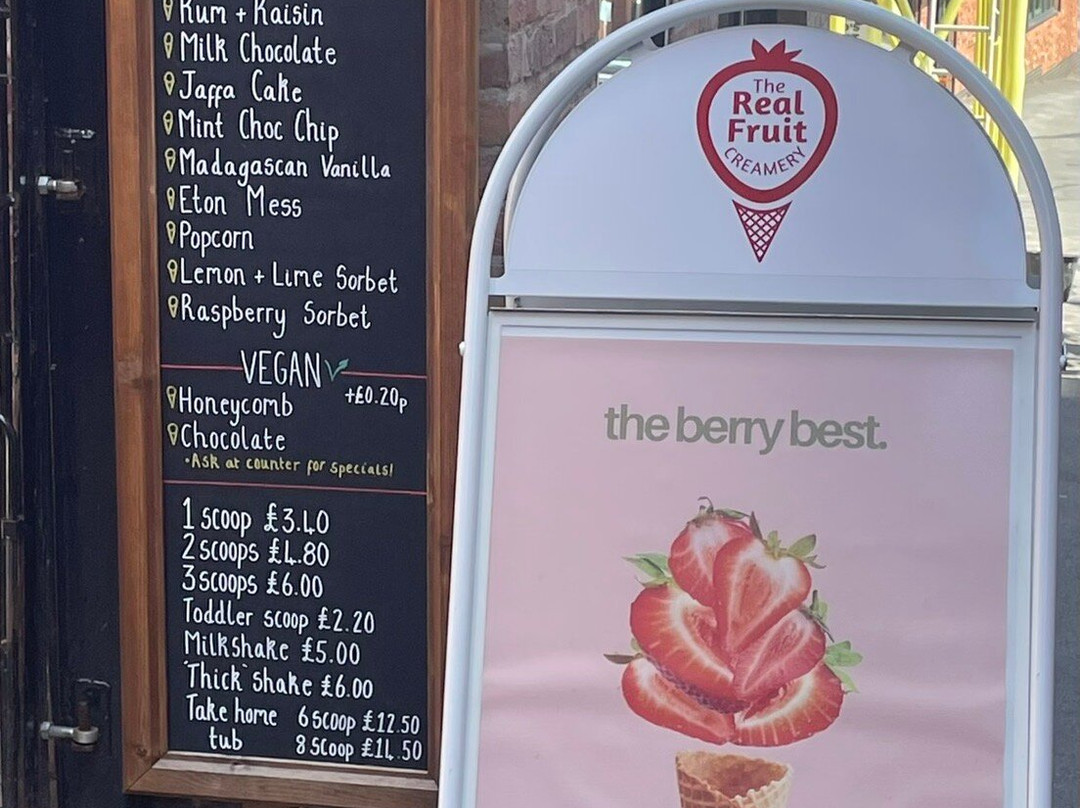 Rum + Raisin
Milk Chocolate
Jaffa Cake
Mint Choc Chip
Madagascan Vanilla
Eton Mess
Popcorn
Lemon + Lime Sorbet
Raspberry Sorbet
VEGAN
+£0.20p
Honeycomb
Chocolate
•Ask at counter for specials!
1 scoop £3.40
2 scoops £4.80
3 scoops £6.00
Toddler scoop £2.20
Milkshake £5.00
'Thick' shake £6.00
Take home 6 scoop £12.50
tub 8 scoop £14.50
The
Real
Fruit
CREAMERY
the berry best.